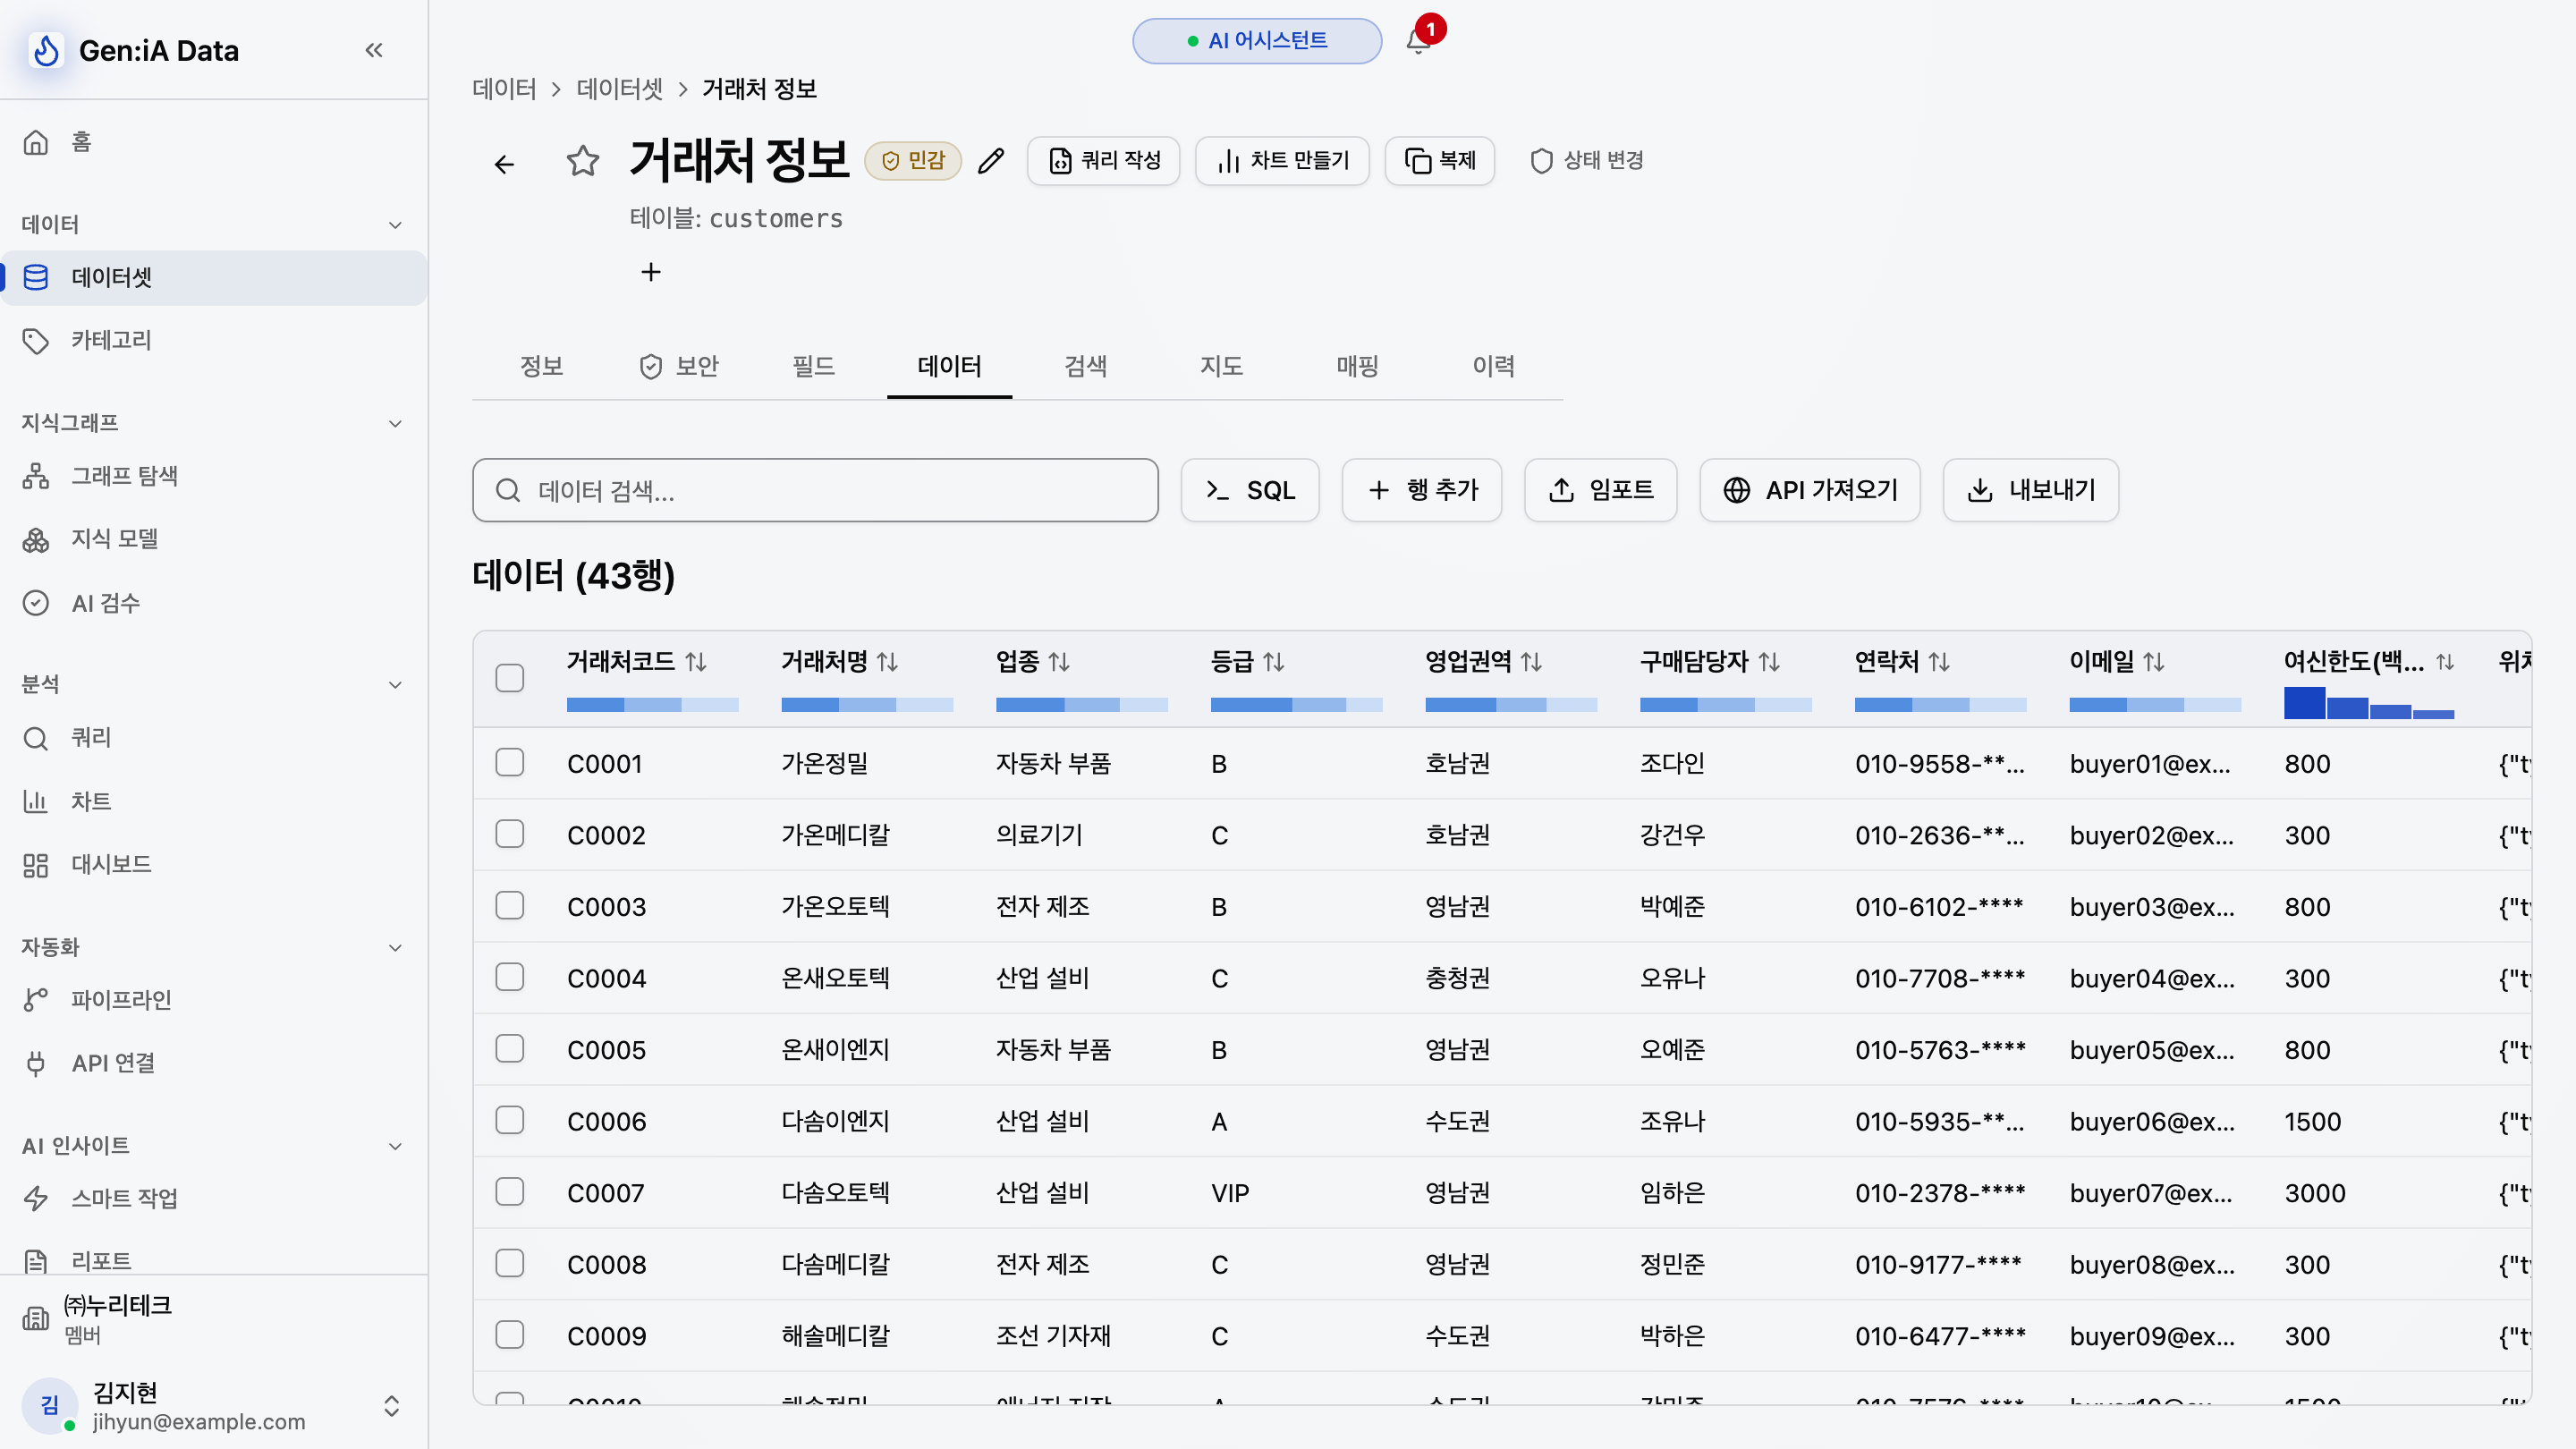 Gen:iA Data
홈
데이터
데이터셋
카테고리
지식그래프
그래프 탐색
지식 모델
AI 검수
분석
쿼리
차트
대시보드
자동화
파이프라인
API 연결
AI 인사이트
스마트 작업
리포트
㈜누리테크
멤버
김
김지현
jihyun@example.com
AI 어시스턴트
1
데이터 > 데이터셋 > 거래처 정보
거래처 정보 민감 쿼리 작성 차트 만들기 복제 상태 변경
테이블: customers
정보 보안 필드 데이터 검색 지도 매핑 이력
데이터 검색... SQL 행 추가 임포트 API 가져오기 내보내기
데이터 (43행)
거래처코드 거래처명 업종 등급 영업권역 구매담당자 연락처 이메일 여신한도(백...
C0001 가온정밀 자동차 부품 B 호남권 조다인 010-9558-**... buyer01@ex... 800 {"t
C0002 가온메디칼 의료기기 C 호남권 강건우 010-2636-**... buyer02@ex... 300 {"t
C0003 가온오토텍 전자 제조 B 영남권 박예준 010-6102-**** buyer03@ex... 800 {"t
C0004 온새오토텍 산업 설비 C 충청권 오유나 010-7708-**** buyer04@ex... 300 {"t
C0005 온새이엔지 자동차 부품 B 영남권 오예준 010-5763-**** buyer05@ex... 800 {"t
C0006 다솜이엔지 산업 설비 A 수도권 조유나 010-5935-**... buyer06@ex... 1500 {"t
C0007 다솜오토텍 산업 설비 VIP 영남권 임하은 010-2378-**** buyer07@ex... 3000 {"t
C0008 다솜메디칼 전자 제조 C 영남권 정민준 010-9177-**** buyer08@ex... 300 {"t
C0009 해솔메디칼 조선 기자재 C 수도권 박하은 010-6477-**** buyer09@ex... 300 {"t